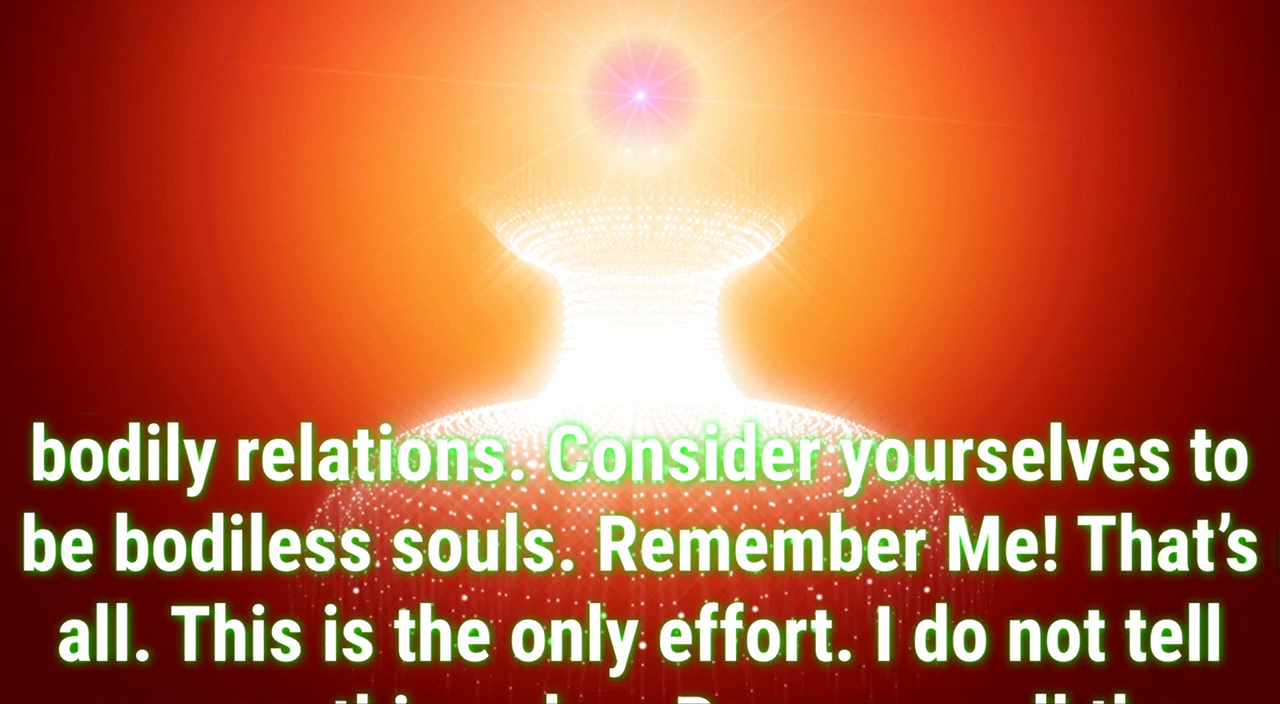 bodily relations. Consider yourselves to
be bodiless souls. Remember Me! That’s
all. This is the only effort. I do not tell